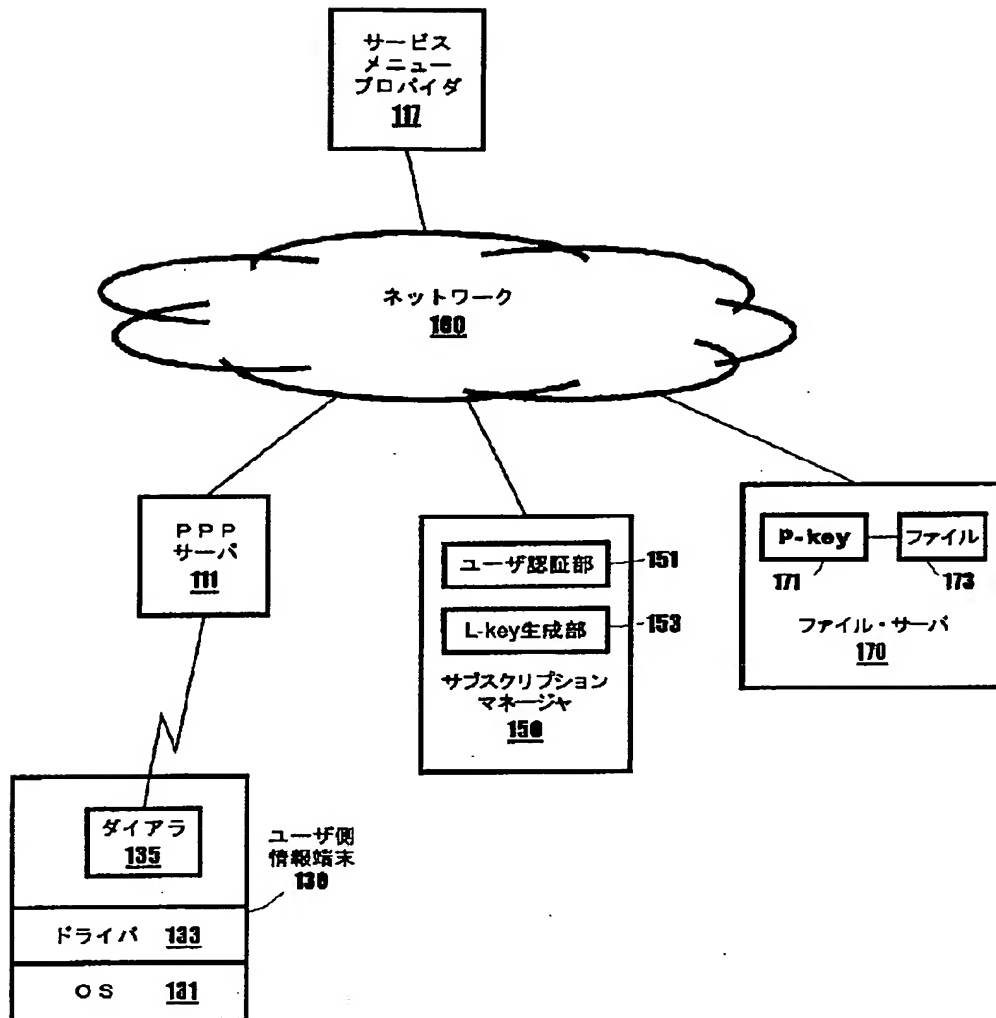 サービス
メニュー
プロバイダ
117
ネットワーク
160
PPP
サーバ
111
ユーザ認証部
151
L-key生成部
153
サブスクリプション
マネージャ
150
P-key
ファイル
171
173
ファイル・サーバ
170
ダイアラ
135
ユーザ側
情報端末
130
ドライバ 133
OS 131